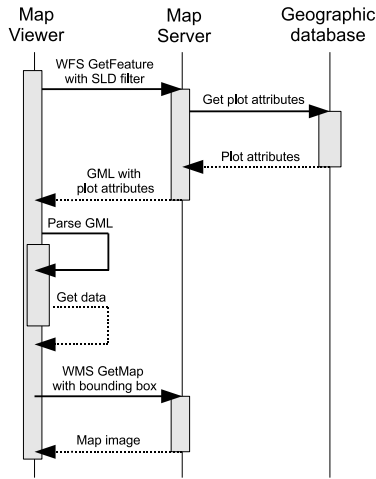 Map
Viewer
Map
Server
Geographic
database
WFS GetFeature
with SLD filter
Get plot attributes
Plot attributes
GML with
plot attributes
Parse GML
Get data
WMS GetMap
with bounding box
Map image